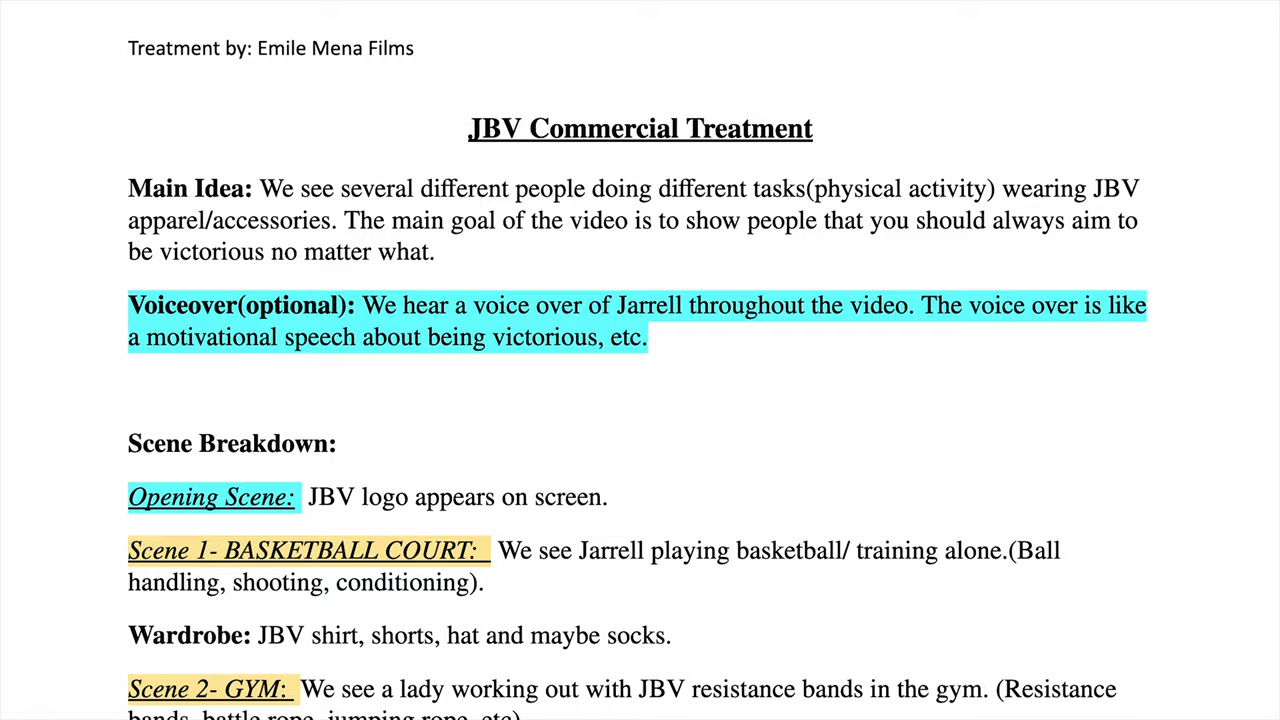 Treatment by: Emile Mena Films
JBV Commercial Treatment
Main Idea: We see several different people doing different tasks(physical activity) wearing JBV
apparel/accessories. The main goal of the video is to show people that you should always aim to
be victorious no matter what.
Voiceover(optional): We hear a voice over of Jarrell throughout the video. The voice over is like
a motivational speech about being victorious, etc.
Scene Breakdown:
Opening Scene: JBV logo appears on screen.
Scene 1- BASKETBALL COURT: We see Jarrell playing basketball/ training alone.(Ball
handling, shooting, conditioning).
Wardrobe: JBV shirt, shorts, hat and maybe socks.
Scene 2- GYM: We see a lady working out with JBV resistance bands in the gym. (Resistance
bands, battle rope, jumping rope, etc)